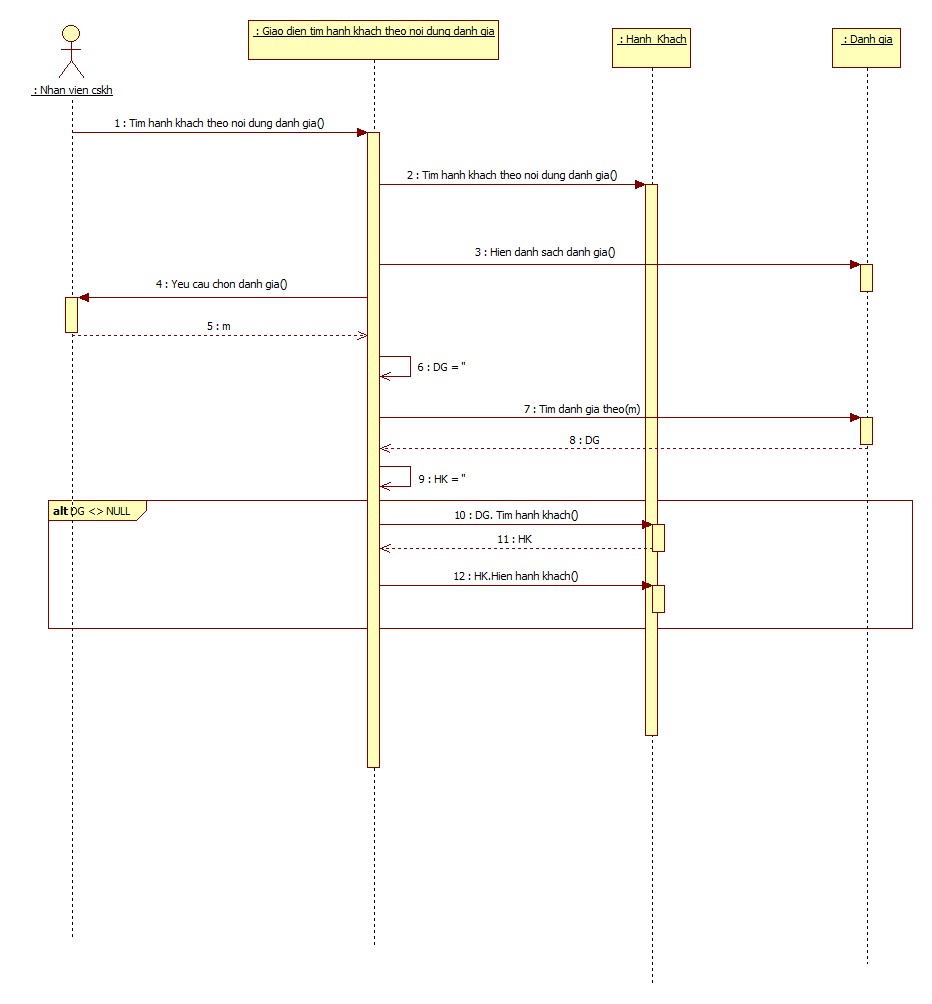 : Giao dien tim hanh khach theo noi dung danh gia
: Hanh_Khach
: Danh gia
: Nhan vien cskh
1 : Tim hanh khach theo noi dung danh gia()
2 : Tim hanh khach theo noi dung danh gia()
3 : Hien danh sach danh gia()
4 : Yeu cau chon danh gia()
5 : m
6 : DG = ''
7 : Tim danh gia theo(m)
8 : DG
9 : HK = ''
alt DG <> NULL
10 : DG. Tim hanh khach()
11 : HK
12 : HK.Hien hanh khach()